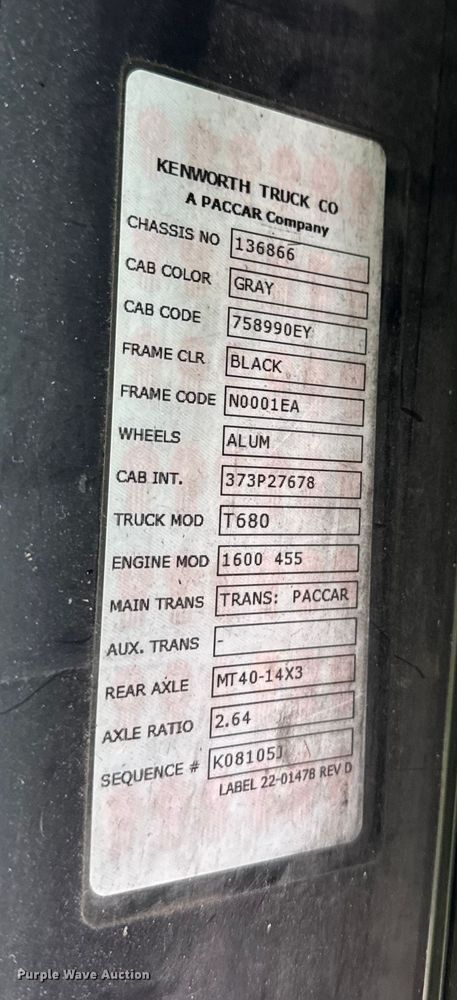 KENWORTH TRUCK CO
A PACCAR Company
CHASSIS NO 136866
CAB COLOR GRAY
CAB CODE 758990EY
FRAME CLR BLACK
FRAME CODE N0001EA
WHEELS ALUM
CAB INT. 373P27678
TRUCK MOD T680
ENGINE MOD 1600 455
MAIN TRANS TRANS: PACCAR
AUX. TRANS -
REAR AXLE MT40-14X3
AXLE RATIO 2.64
SEQUENCE # K08105J
LABEL 22-01478 REV D
Purple Wave Auction